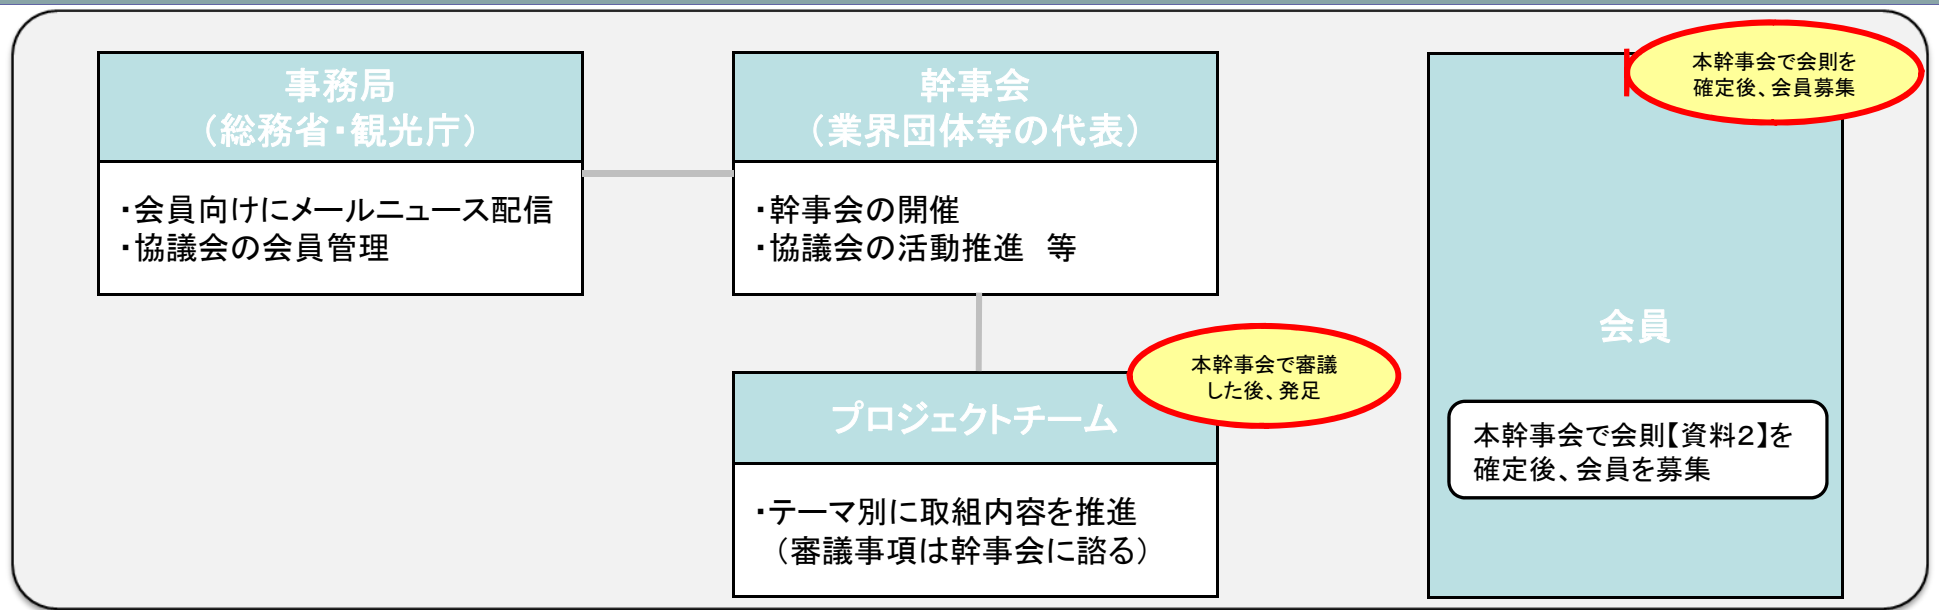 事務局
（総務省・観光庁）
・会員向けにメールニュース配信
・協議会の会員管理
幹事会
（業界団体等の代表）
・幹事会の開催
・協議会の活動推進　等
本幹事会で審議
した後、発足
プロジェクトチーム
・テーマ別に取組内容を推進
（審議事項は幹事会に諮る）
本幹事会で会則を
確定後、会員募集
会員
本幹事会で会則【資料２】を
確定後、会員を募集